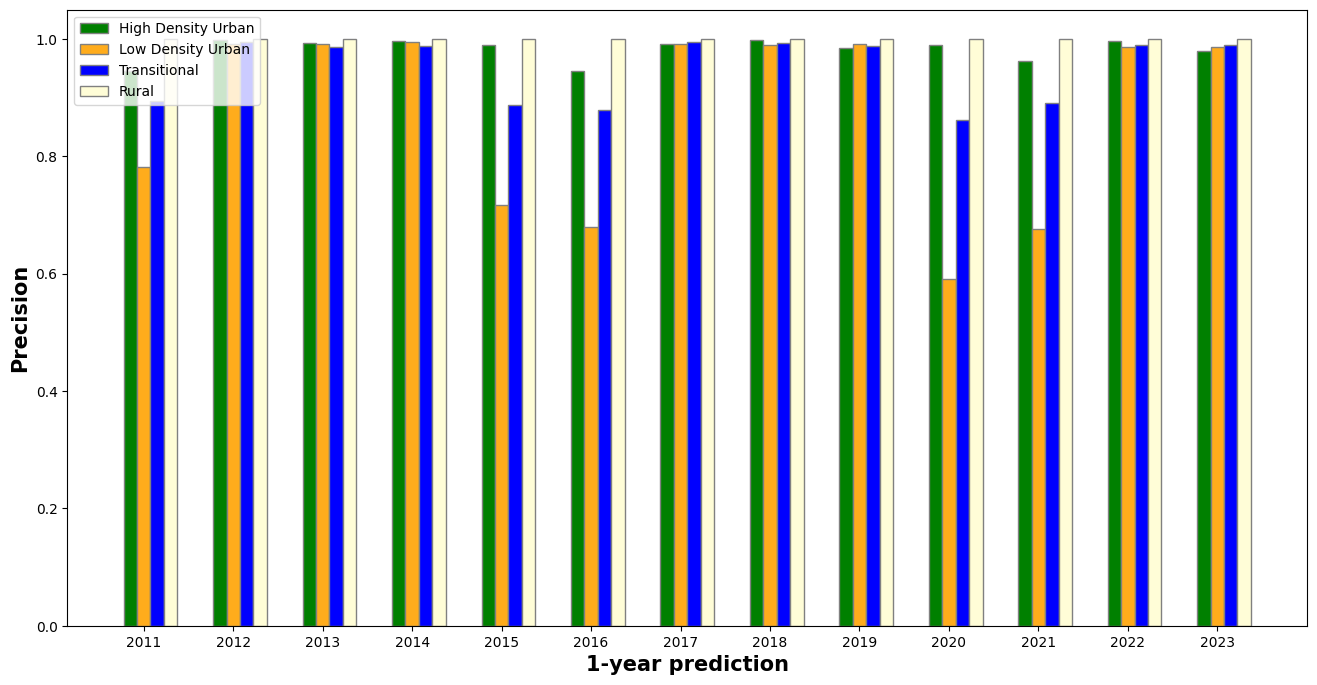 High Density Urban
Low Density Urban
Transitional
Rural
1.0
0.8
0.6
0.4
0.2
0.0
Precision
2011 2012 2013 2014 2015 2016 2017 2018 2019 2020 2021 2022 2023
1-year prediction